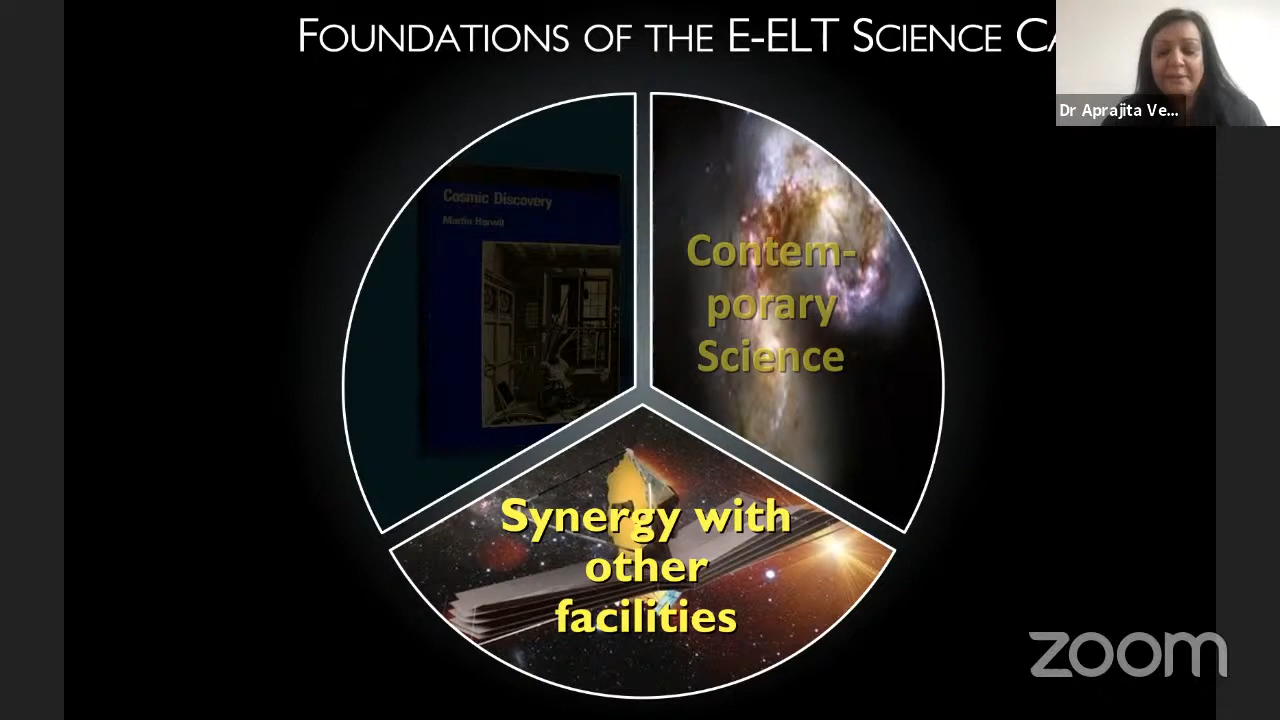 FOUNDATIONS OF THE E-ELT SCIENCE CA
Dr Aprajita Ve...
Cosmic Discovery
Martin Harwit
Contem-
porary
Science
Synergy with
other
facilities
zoom